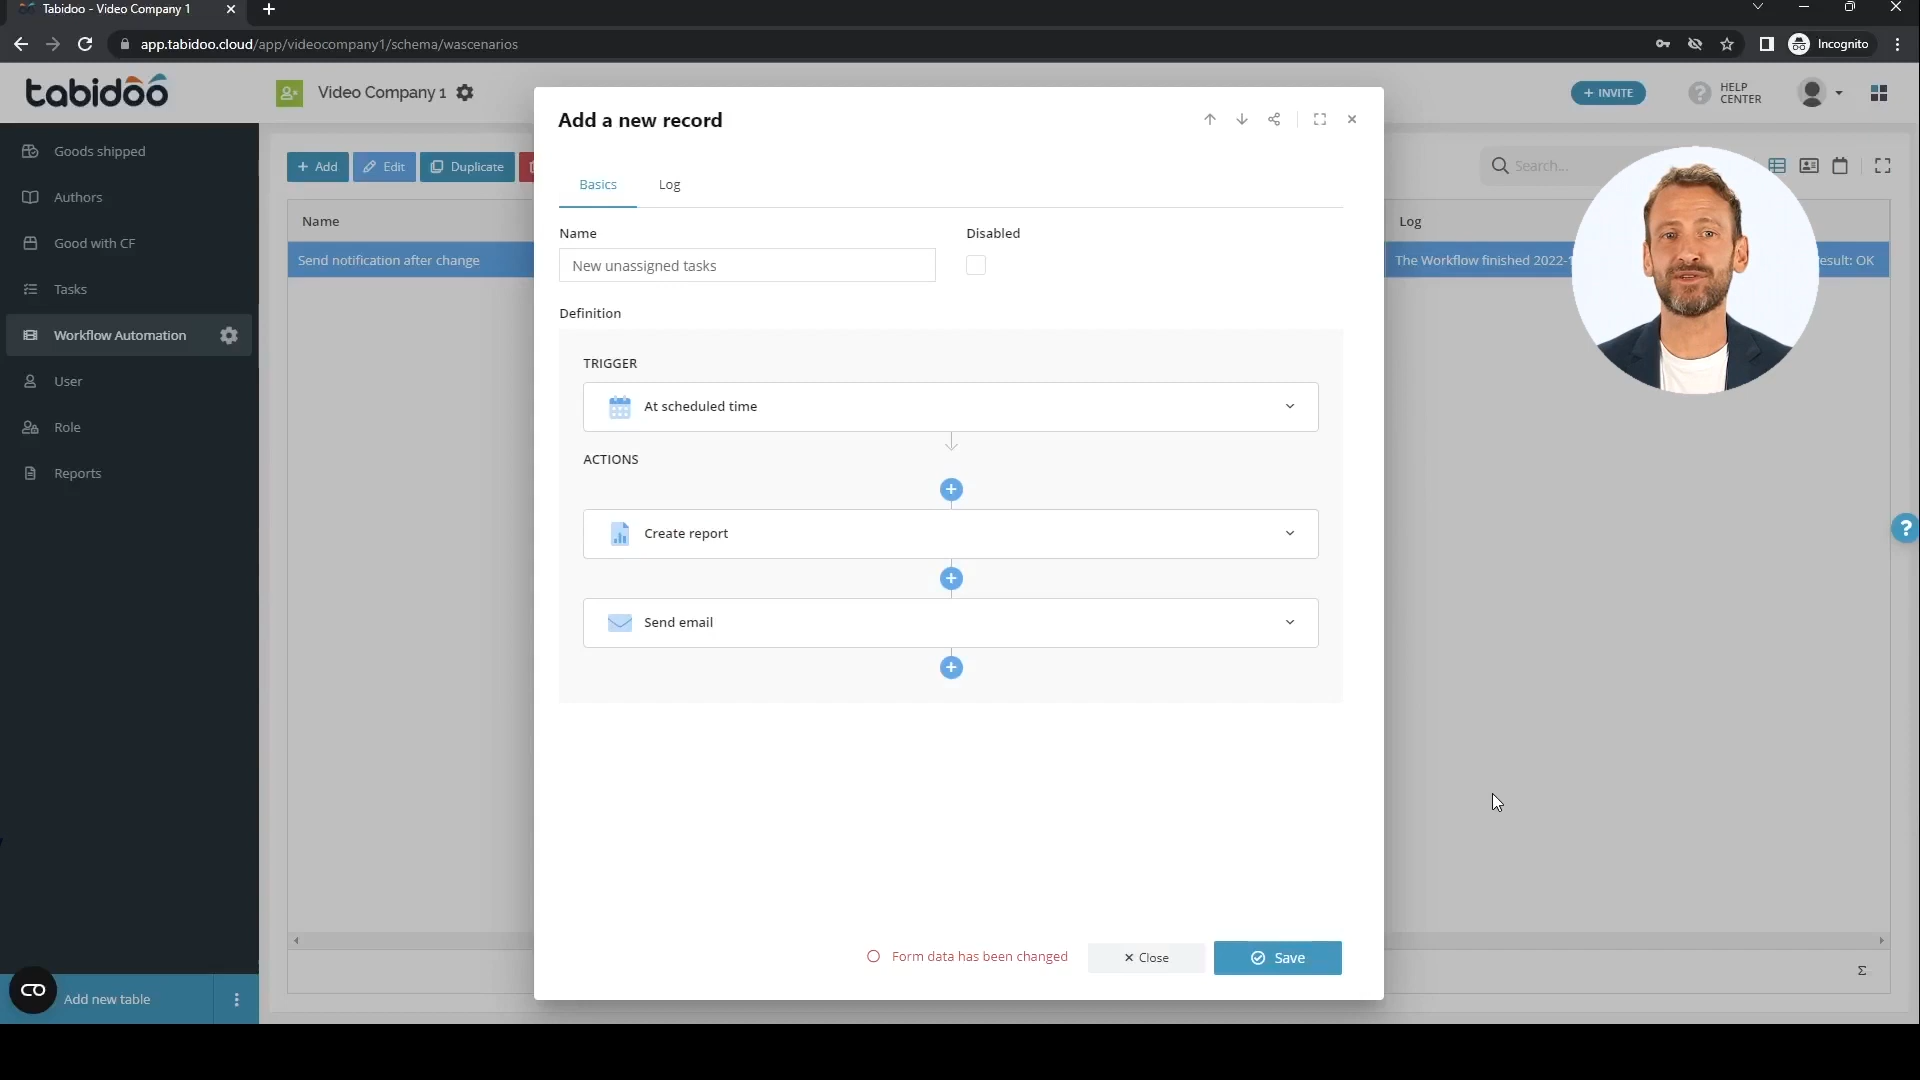 Tabidoo - Video Company 1
app.tabidoo.cloud/app/videocompany1/schema/wascenarios
Incognito
tabidoo
Video Company 1
+ INVITE
HELP CENTER
Goods shipped
Authors
Good with CF
Tasks
Workflow Automation
User
Role
Reports
Add new table
+ Add
Edit
Duplicate
Search...
Name
Log
Send notification after change
The Workflow finished 2022-1
esult: OK
Add a new record
Basics
Log
Name
Disabled
New unassigned tasks
Definition
TRIGGER
At scheduled time
ACTIONS
Create report
Send email
Form data has been changed
Close
Save
Σ
?